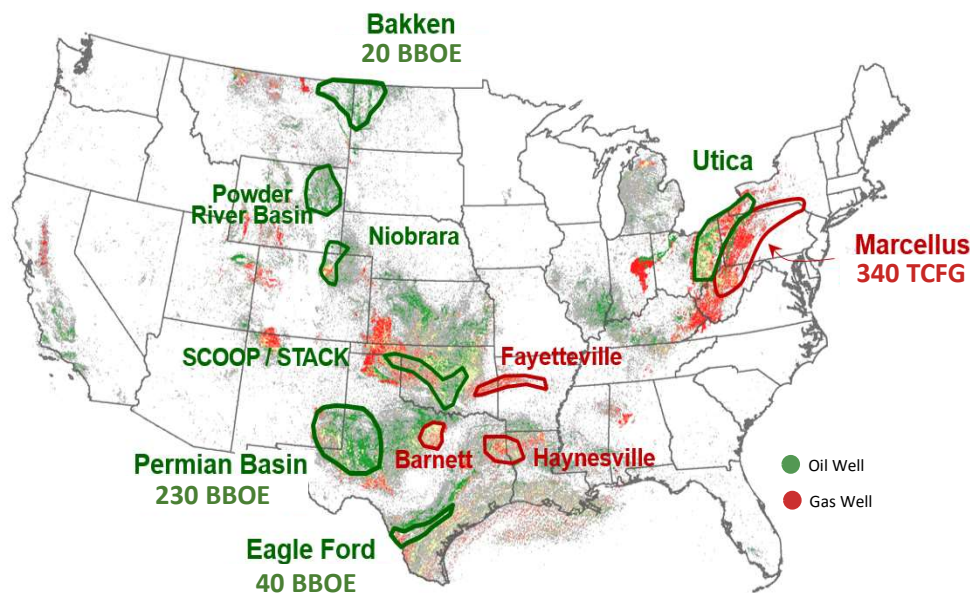 Bakken
20 BBOE
Utica
Powder
River Basin
Niobrara
Marcellus
340 TCFG
SCOOP / STACK
Fayetteville
Permian Basin
230 BBOE
Barnett
Haynesville
Oil Well
Gas Well
Eagle Ford
40 BBOE